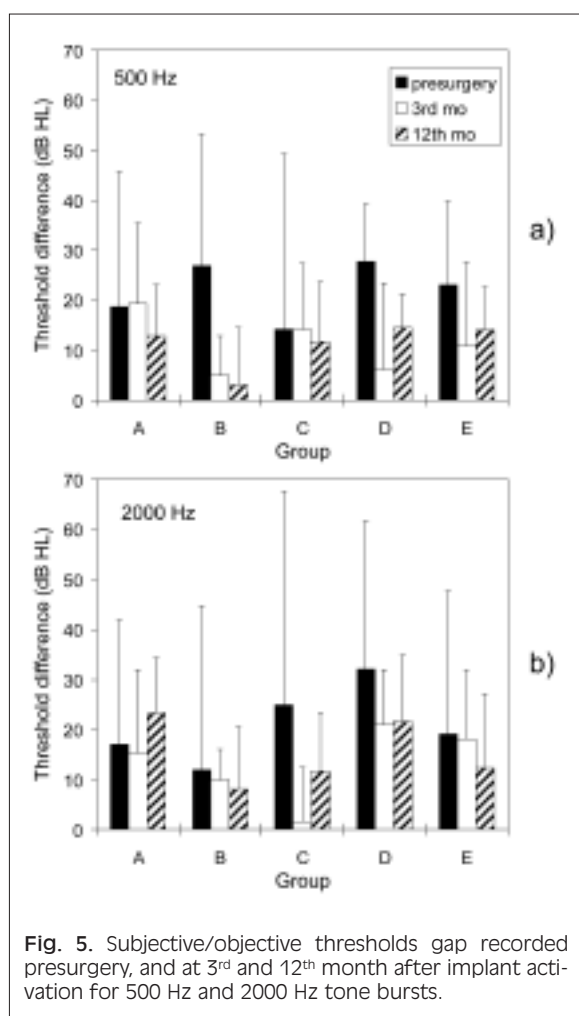 70
60
50
40
30
20
10
0
Threshold difference (dB HL)
500 Hz
presurgery
3rd mo
12th mo
a)
A B C D E
Group
70
60
50
40
30
20
10
0
Threshold difference (dB HL)
2000 Hz
b)
A B C D E
Group
Fig. 5. Subjective/objective thresholds gap recorded
presurgery, and at 3rd and 12th month after implant acti-
vation for 500 Hz and 2000 Hz tone bursts.